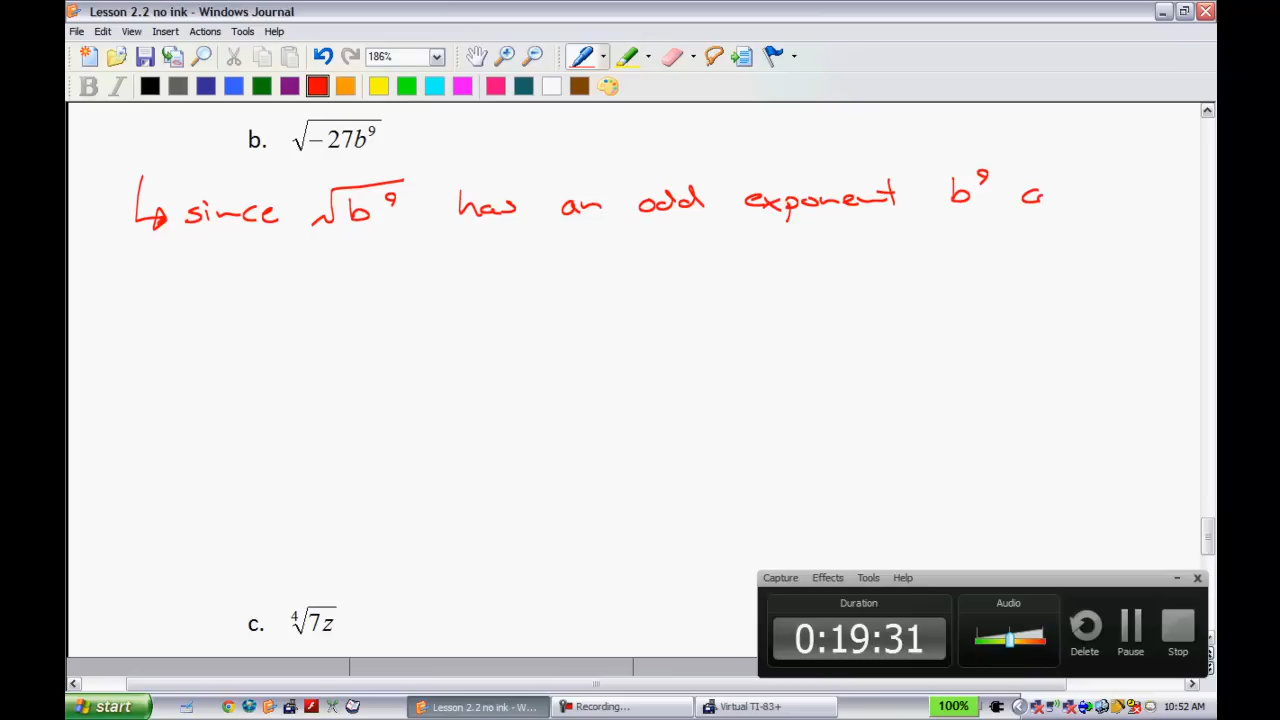 Lesson 2.2 no ink - Windows Journal
File Edit View Insert Actions Tools Help
186%
B I
b. √−27b⁹
since √b⁹ has an odd exponent b⁹ c
c. ⁴√7z
Capture Effects Tools Help
Duration
Audio
0:19:31
Delete Pause Stop
start
Lesson 2.2 no ink - W...
Recording...
Virtual TI-83+
100%
10:52 AM